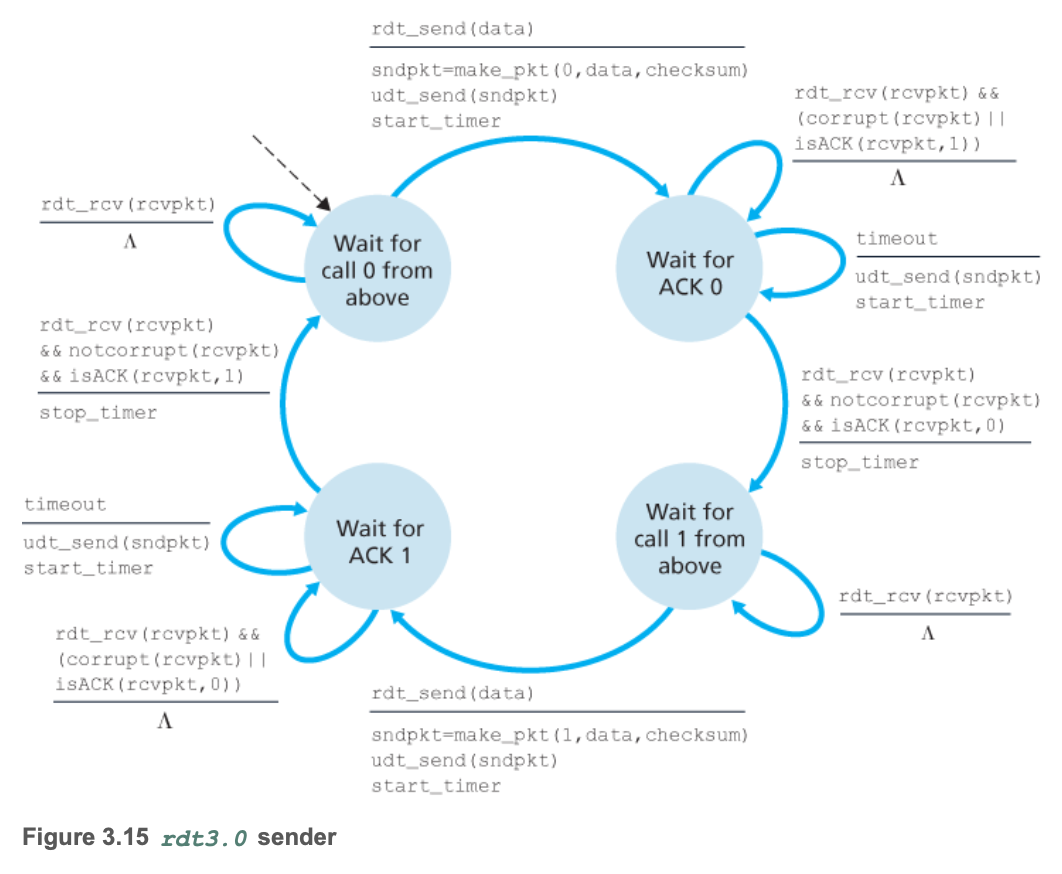 rdt_send(data)
sndpkt=make_pkt(0,data,checksum)
udt_send(sndpkt)
start_timer
rdt_rcv(rcvpkt) &&
(corrupt(rcvpkt)||
isACK(rcvpkt,1))
Λ
rdt_rcv(rcvpkt)
Λ
Wait for
call 0 from
above
Wait for
ACK 0
timeout
udt_send(sndpkt)
start_timer
rdt_rcv(rcvpkt)
&& notcorrupt(rcvpkt)
&& isACK(rcvpkt,1)
stop_timer
rdt_rcv(rcvpkt)
&& notcorrupt(rcvpkt)
&& isACK(rcvpkt,0)
stop_timer
timeout
udt_send(sndpkt)
start_timer
Wait for
ACK 1
Wait for
call 1 from
above
rdt_rcv(rcvpkt) &&
(corrupt(rcvpkt)||
isACK(rcvpkt,0))
Λ
rdt_rcv(rcvpkt)
Λ
rdt_send(data)
sndpkt=make_pkt(1,data,checksum)
udt_send(sndpkt)
start_timer
Figure 3.15 rdt3.0 sender